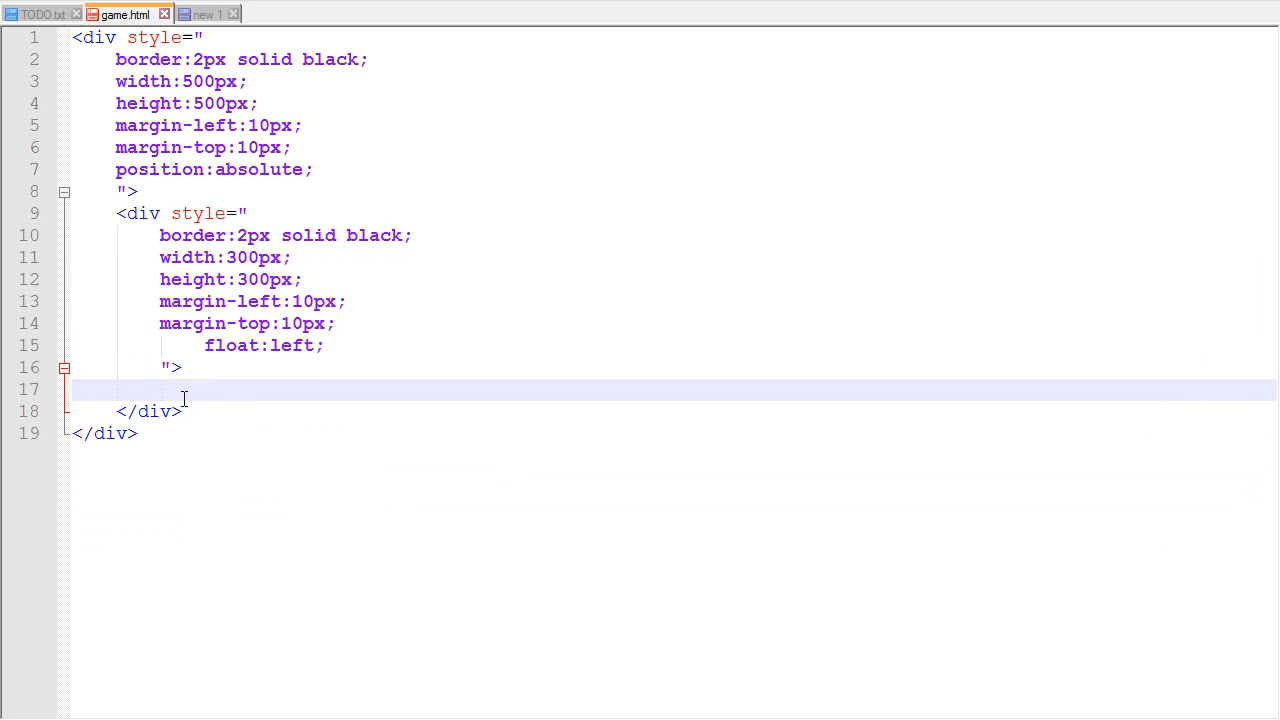 TODO.txt game.html new 1
1 <div style="
2 border:2px solid black;
3 width:500px;
4 height:500px;
5 margin-left:10px;
6 margin-top:10px;
7 position:absolute;
8 ">
9 <div style="
10 border:2px solid black;
11 width:300px;
12 height:300px;
13 margin-left:10px;
14 margin-top:10px;
15 float:left;
16 ">
17
18 </div>
19 </div>